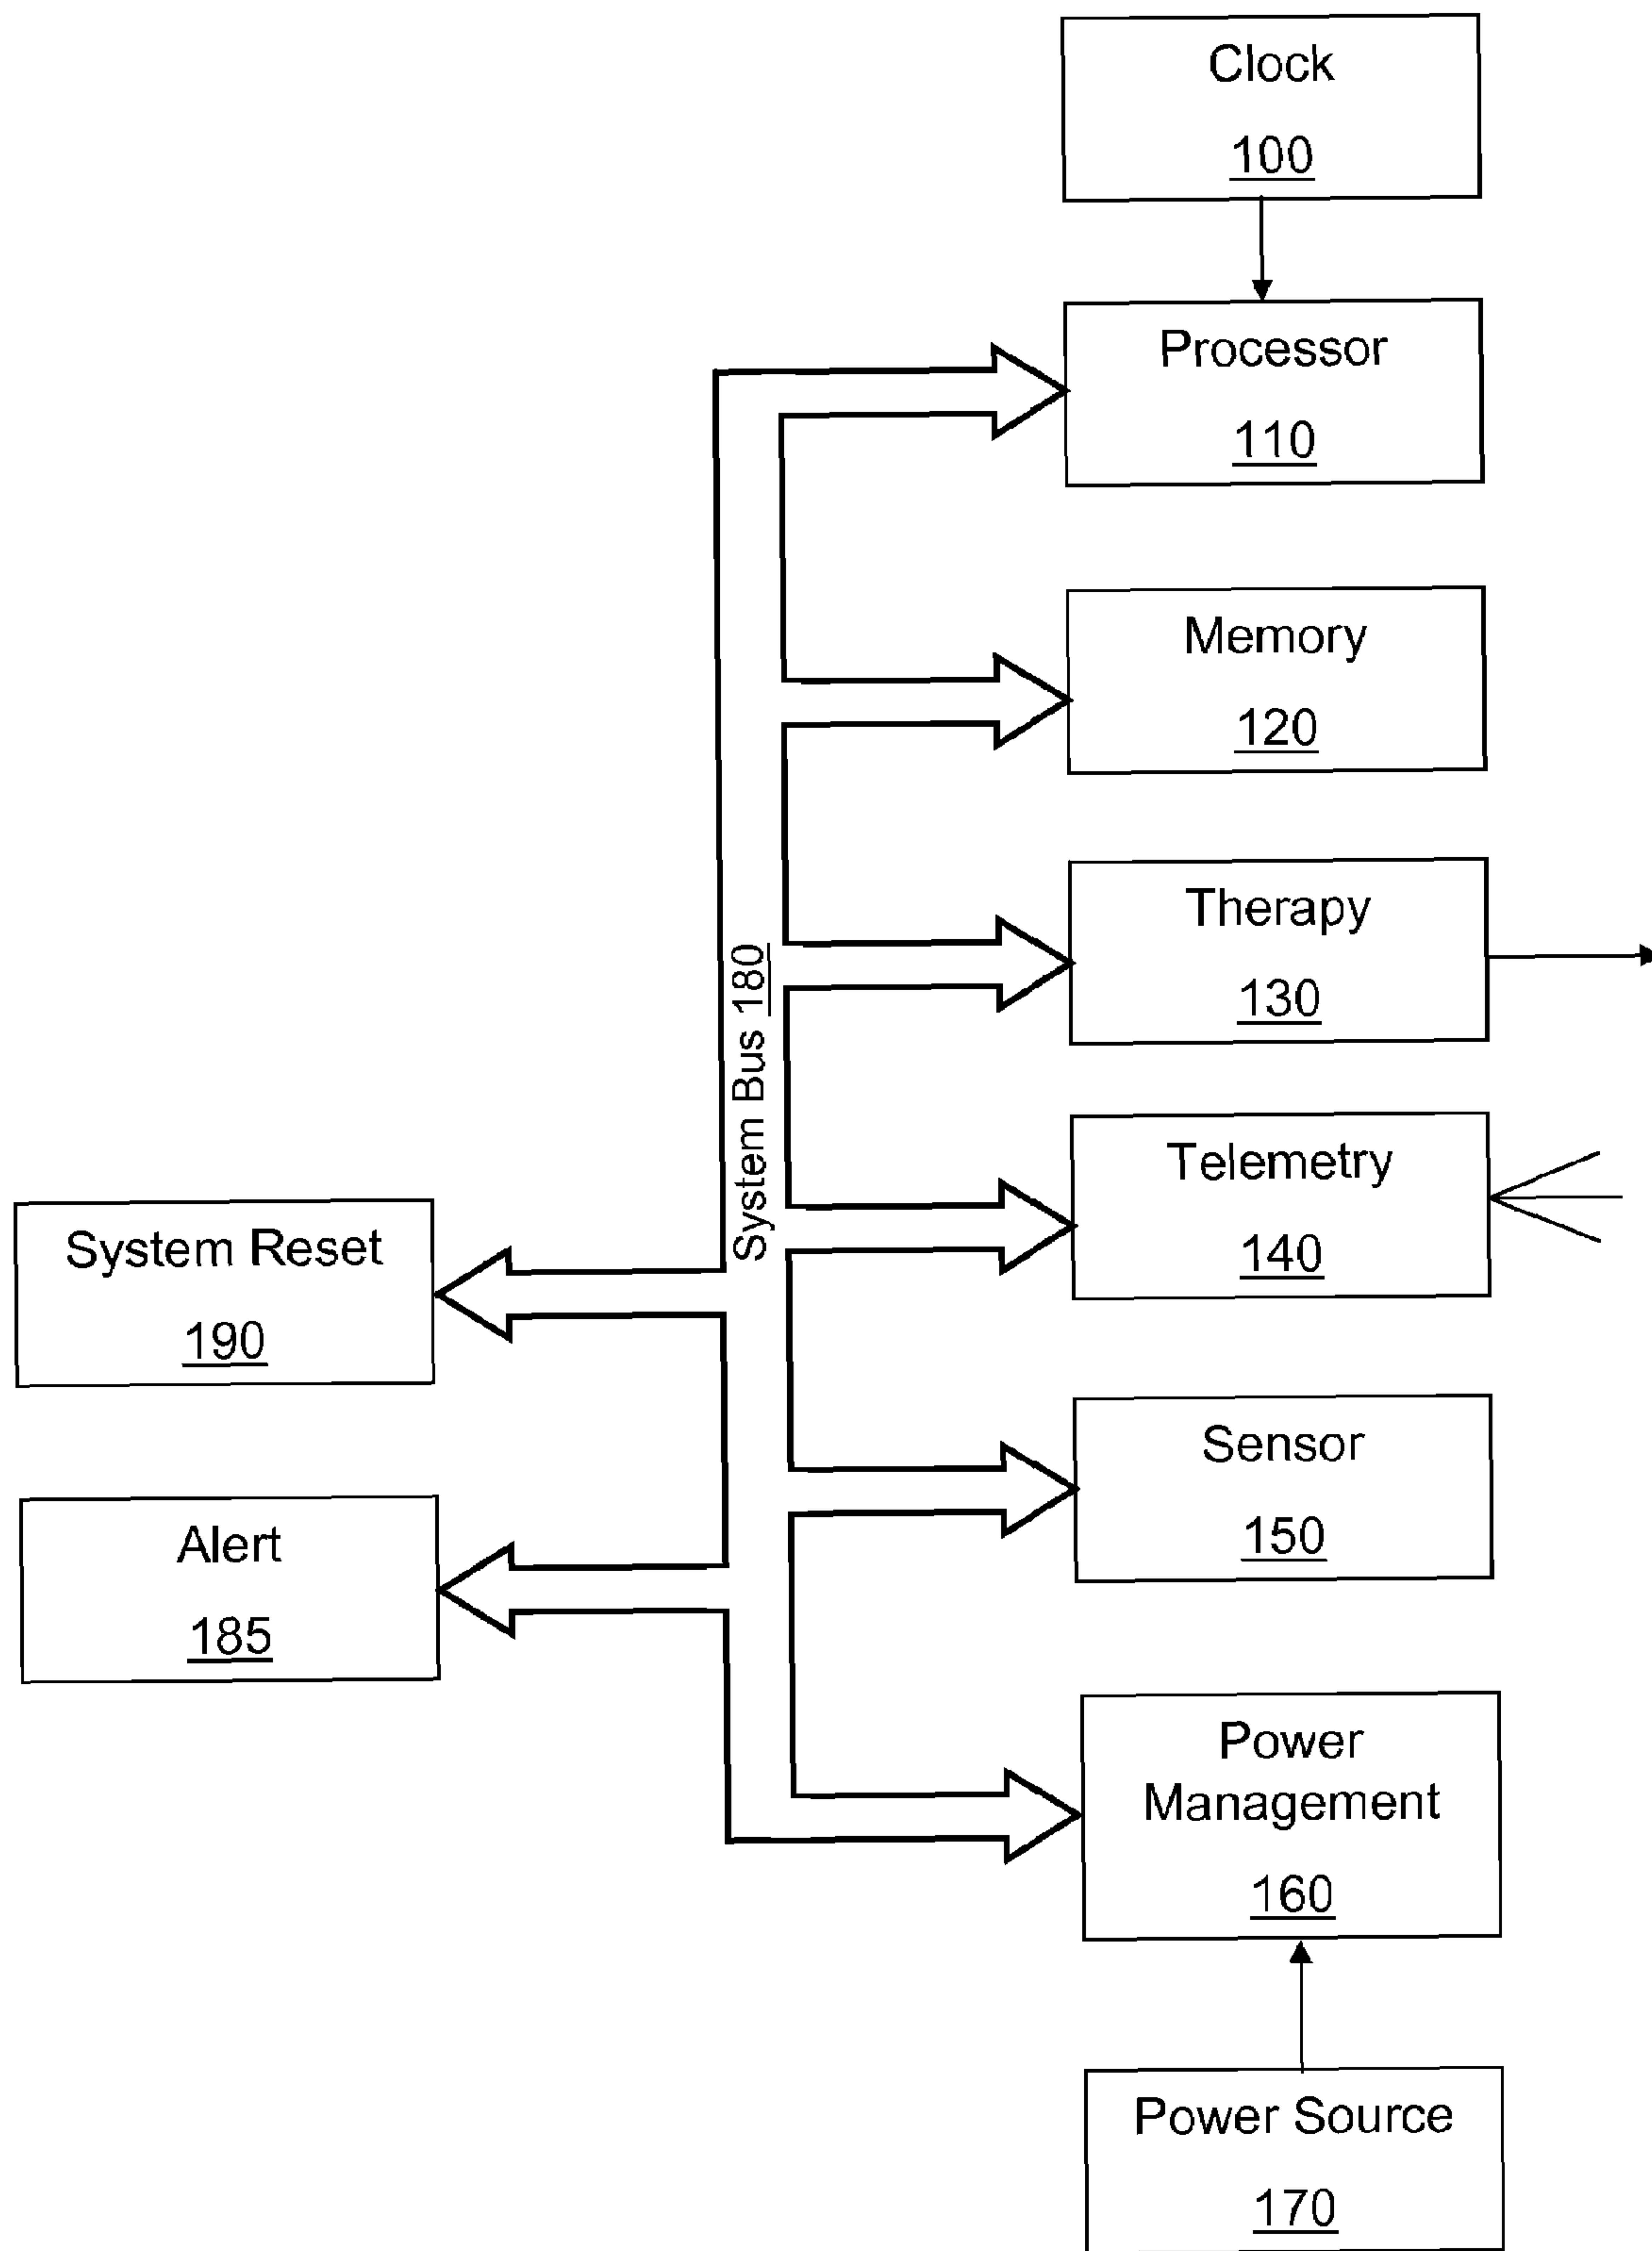 Clock
100
Processor
110
Memory
120
Therapy
130
System Bus 180
Telemetry
140
System Reset
190
Sensor
150
Alert
185
Power
Management
160
Power Source
170